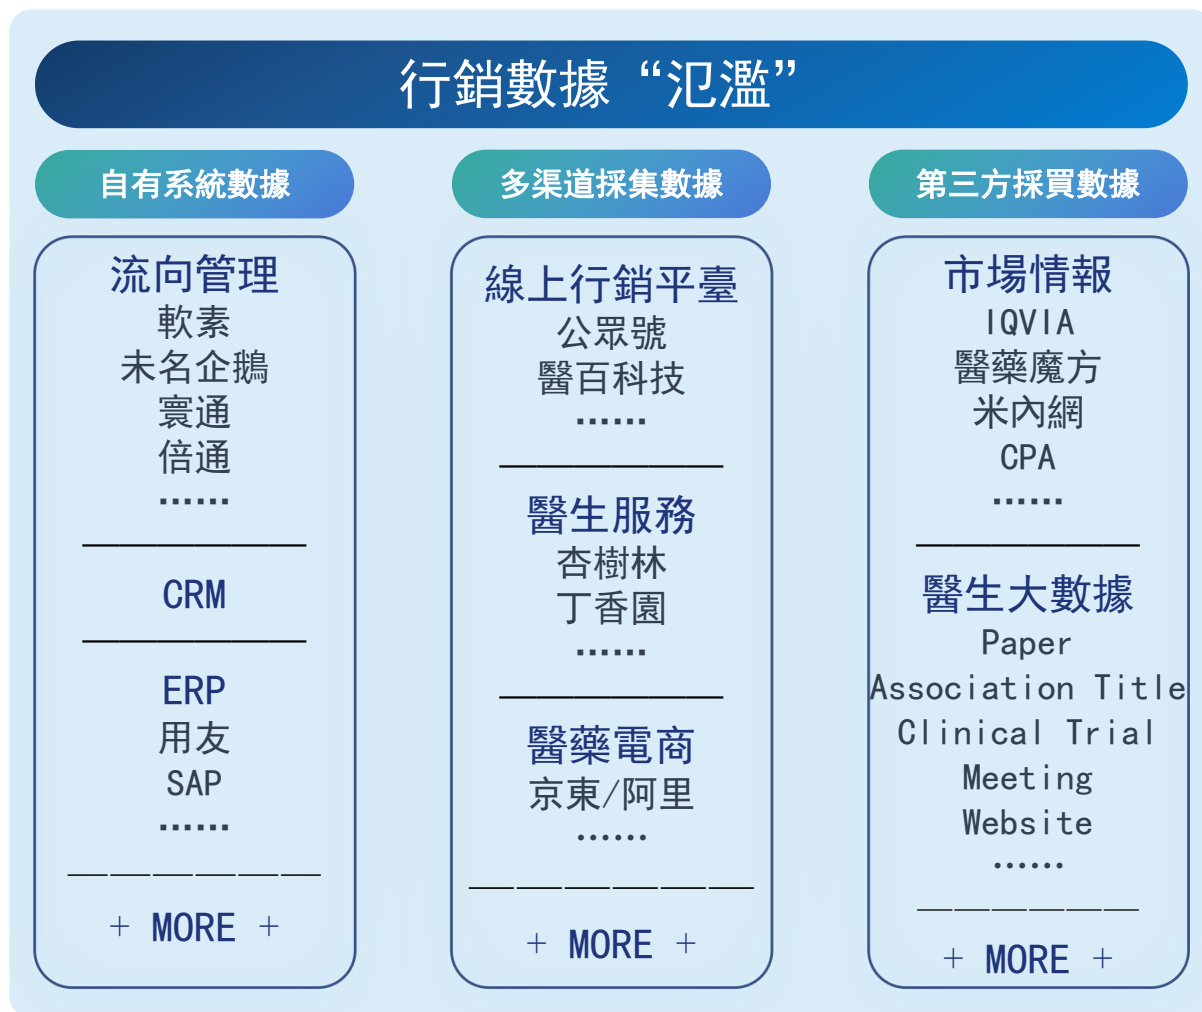 行銷數據“氾濫”
自有系統數據
流向管理
軟素
未名企鵝
寰通
倍通
……
CRM
ERP
用友
SAP
……
+ MORE +
多渠道採集數據
線上行銷平臺
公眾號
醫百科技
……
醫生服務
杏樹林
丁香園
……
醫藥電商
京東/阿里
……
+ MORE +
第三方採買數據
市場情報
IQVIA
醫藥魔方
米內網
CPA
……
醫生大數據
Paper
Association Title
Clinical Trial
Meeting
Website
……
+ MORE +